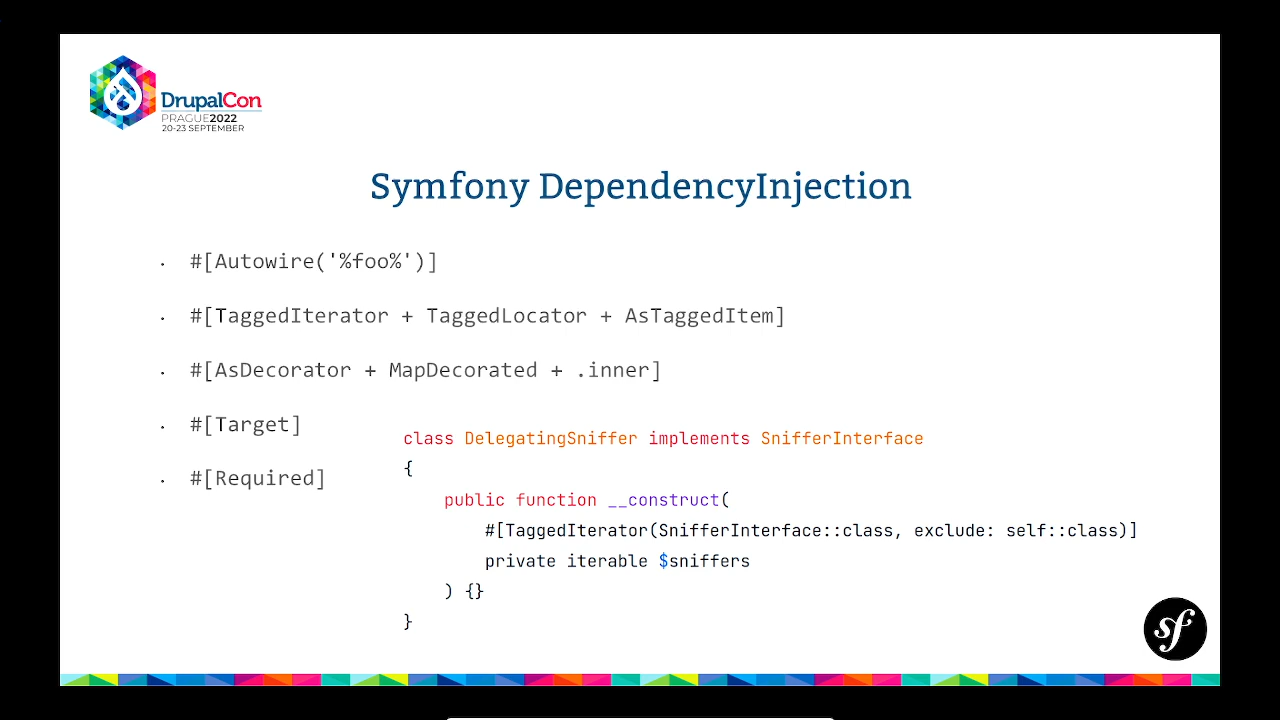 DrupalCon
PRAGUE2022
20-23 SEPTEMBER
Symfony DependencyInjection
· #[Autowire('%foo%')]
· #[TaggedIterator + TaggedLocator + AsTaggedItem]
· #[AsDecorator + MapDecorated + .inner]
· #[Target]
· #[Required]
class DelegatingSniffer implements SnifferInterface
{
public function __construct(
#[TaggedIterator(SnifferInterface::class, exclude: self::class)]
private iterable $sniffers
) {}
}
sf